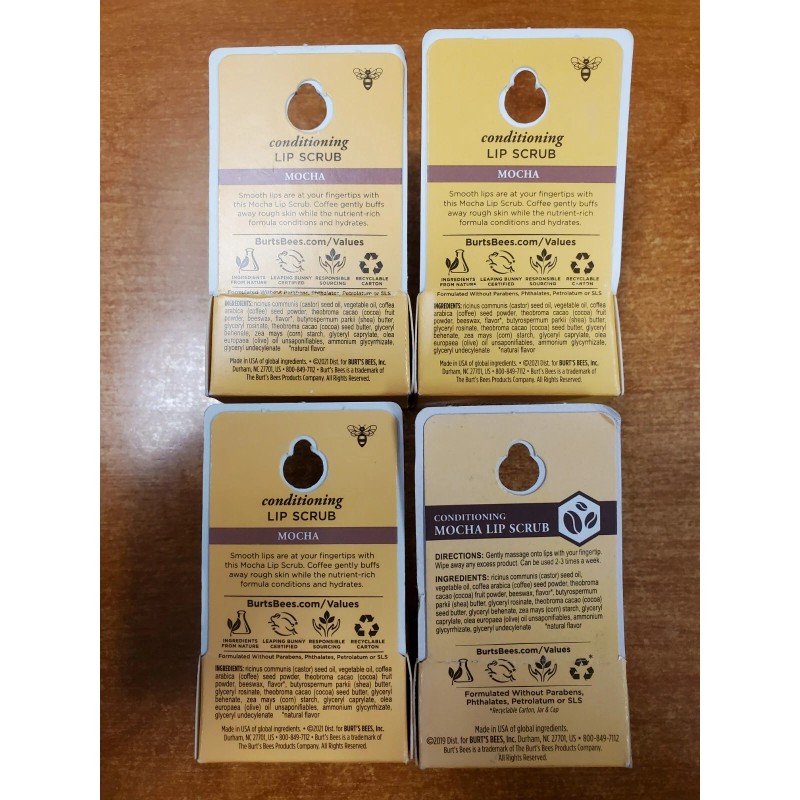 conditioning
LIP SCRUB
MOCHA
Smooth lips are at your fingertips with
this Mocha Lip Scrub. Coffee gently buffs
away rough skin while the nutrient-rich
formula conditions and hydrates.
BurtsBees.com/Values
INGREDIENTS FROM NATURE
LEAPING BUNNY CERTIFIED
RESPONSIBLE SOURCING
RECYCLABLE CARTON
Formulated Without Parabens, Phthalates, Petrolatum or SLS
INGREDIENTS: ricinus communis (castor) seed oil, vegetable oil, coffea
arabica (coffee) seed powder, theobroma cacao (cocoa) fruit
powder, beeswax, flavor*, butyrospermum parkii (shea) butter,
glyceryl rosinate, theobroma cacao (cocoa) seed butter, glyceryl
behenate, zea mays (corn) starch, glyceryl caprylate, olea
europaea (olive) oil unsaponifiables, ammonium glycyrrhizate,
glyceryl undecylenate *natural flavor
Made in USA of global ingredients. • ©2021 Dist. for BURT'S BEES, Inc.
Durham, NC 27701, US • 800-849-7112 • Burt's Bees is a trademark of
The Burt's Bees Products Company. All Rights Reserved.
conditioning
LIP SCRUB
MOCHA
Smooth lips are at your fingertips with
this Mocha Lip Scrub. Coffee gently buffs
away rough skin while the nutrient-rich
formula conditions and hydrates.
BurtsBees.com/Values
INGREDIENTS FROM NATURE
LEAPING BUNNY CERTIFIED
RESPONSIBLE SOURCING
RECYCLABLE CARTON
Formulated Without Parabens, Phthalates, Petrolatum or SLS
INGREDIENTS: ricinus communis (castor) seed oil, vegetable oil, coffea
arabica (coffee) seed powder, theobroma cacao (cocoa) fruit
powder, beeswax, flavor*, butyrospermum parkii (shea) butter,
glyceryl rosinate, theobroma cacao (cocoa) seed butter, glyceryl
behenate, zea mays (corn) starch, glyceryl caprylate, olea
europaea (olive) oil unsaponifiables, ammonium glycyrrhizate,
glyceryl undecylenate *natural flavor
Made in USA of global ingredients. • ©2021 Dist. for BURT'S BEES, Inc.
Durham, NC 27701, US • 800-849-7112 • Burt's Bees is a trademark of
The Burt's Bees Products Company. All Rights Reserved.
conditioning
LIP SCRUB
MOCHA
Smooth lips are at your fingertips with
this Mocha Lip Scrub. Coffee gently buffs
away rough skin while the nutrient-rich
formula conditions and hydrates.
BurtsBees.com/Values
INGREDIENTS FROM NATURE
LEAPING BUNNY CERTIFIED
RESPONSIBLE SOURCING
RECYCLABLE CARTON
Formulated Without Parabens, Phthalates, Petrolatum or SLS
INGREDIENTS: ricinus communis (castor) seed oil, vegetable oil, coffea
arabica (coffee) seed powder, theobroma cacao (cocoa) fruit
powder, beeswax, flavor*, butyrospermum parkii (shea) butter,
glyceryl rosinate, theobroma cacao (cocoa) seed butter, glyceryl
behenate, zea mays (corn) starch, glyceryl caprylate, olea
europaea (olive) oil unsaponifiables, ammonium glycyrrhizate,
glyceryl undecylenate *natural flavor
Made in USA of global ingredients. • ©2021 Dist. for BURT'S BEES, Inc.
Durham, NC 27701, US • 800-849-7112 • Burt's Bees is a trademark of
The Burt's Bees Products Company. All Rights Reserved.
CONDITIONING
MOCHA LIP SCRUB
DIRECTIONS: Gently massage onto lips with your fingertip.
Wipe away any excess product. Can be used 2-3 times a week.
INGREDIENTS: ricinus communis (castor) seed oil,
vegetable oil, coffea arabica (coffee) seed powder, theobroma
cacao (cocoa) fruit powder, beeswax, flavor*, butyrospermum
parkii (shea) butter, glyceryl rosinate, theobroma cacao (cocoa)
seed butter, glyceryl behenate, zea mays (corn) starch, glyceryl
caprylate, olea europaea (olive) oil unsaponifiables, ammonium
glycyrrhizate, glyceryl undecylenate *natural flavor
BurtsBees.com/Values
*
Formulated Without Parabens,
Phthalates, Petrolatum or SLS
*Recyclable Carton, Jar & Cap
Made in USA of global ingredients.
©2019 Dist. for BURT'S BEES, Inc. Durham, NC 27701, US • 800-849-7112
Burt's Bees is a trademark of The Burt's Bees Products Company.
All Rights Reserved.